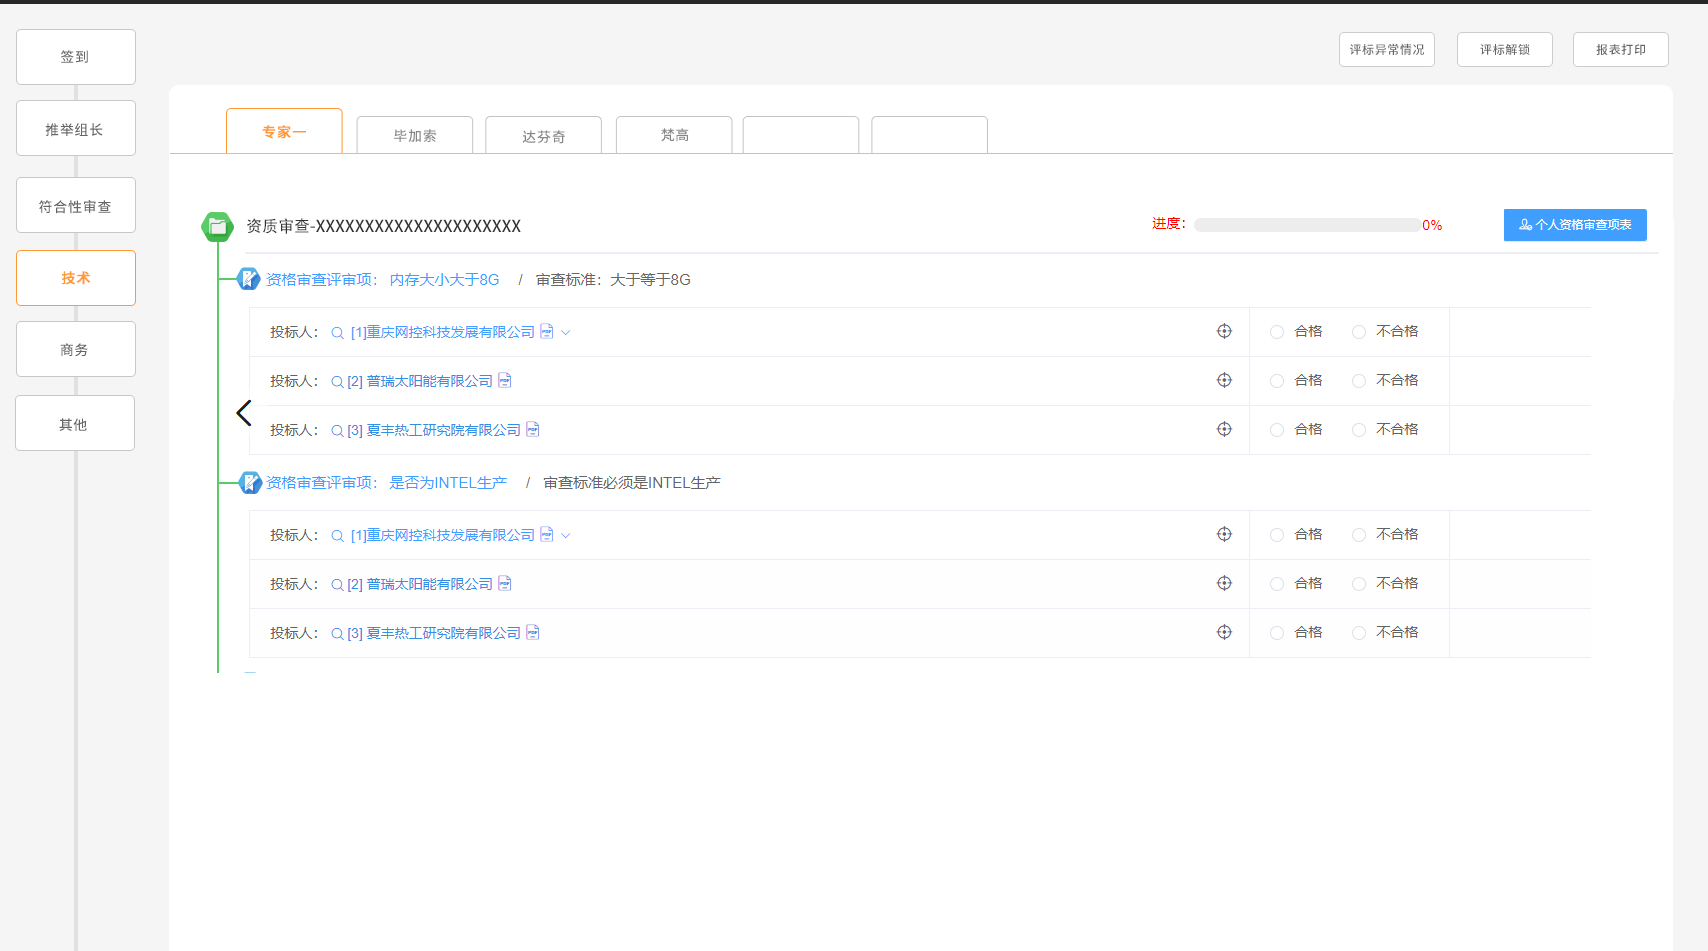 评标异常情况 评标解锁 报表打印
签到
推举组长
符合性审查
技术
商务
其他
专家一 毕加索 达芬奇 梵高
资质审查-XXXXXXXXXXXXXXXXXXXXX 进度： 0% 个人资格审查项表
资格审查评审项： 内存大小大于8G / 审查标准：大于等于8G
投标人： [1]重庆网控科技发展有限公司 合格 不合格
投标人： [2] 普瑞太阳能有限公司 合格 不合格
投标人： [3] 夏丰热工研究院有限公司 合格 不合格
资格审查评审项： 是否为INTEL生产 / 审查标准必须是INTEL生产
投标人： [1]重庆网控科技发展有限公司 合格 不合格
投标人： [2] 普瑞太阳能有限公司 合格 不合格
投标人： [3] 夏丰热工研究院有限公司 合格 不合格